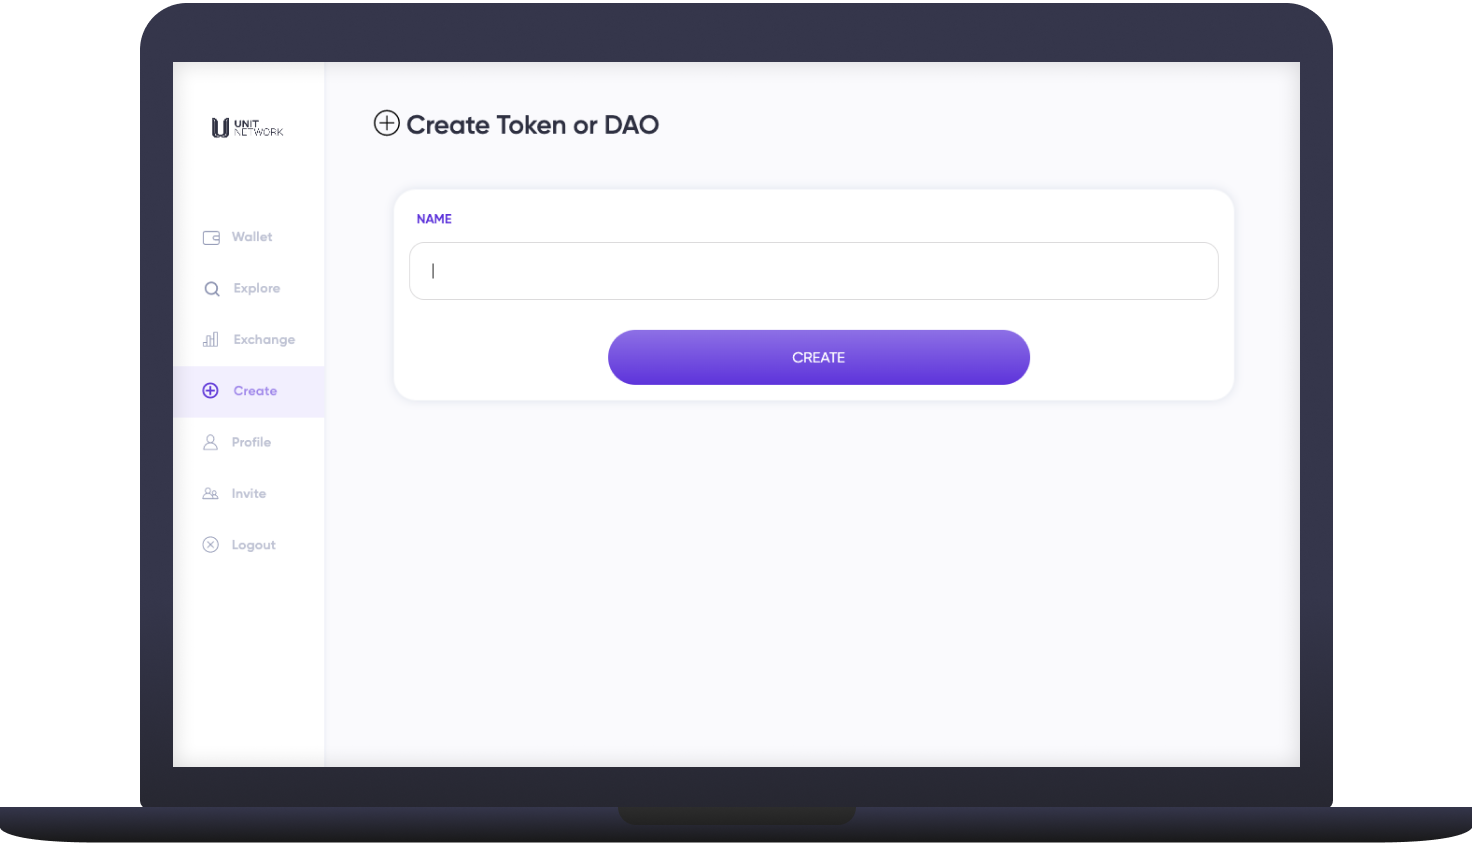 UNIT
NETWORK
Wallet
Explore
Exchange
Create
Profile
Invite
Logout
Create Token or DAO
NAME
CREATE